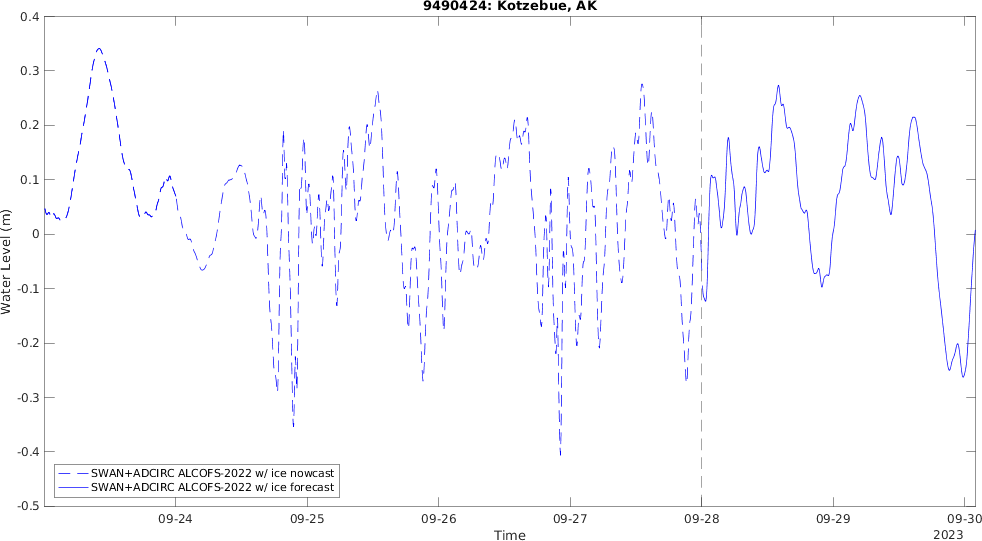 9490424: Kotzebue, AK
0.4
0.3
0.2
0.1
0
-0.1
-0.2
-0.3
-0.4
-0.5
Water Level (m)
SWAN+ADCIRC ALCOFS-2022 w/ ice nowcast
SWAN+ADCIRC ALCOFS-2022 w/ ice forecast
09-24 09-25 09-26 09-27 09-28 09-29 09-30
Time
2023